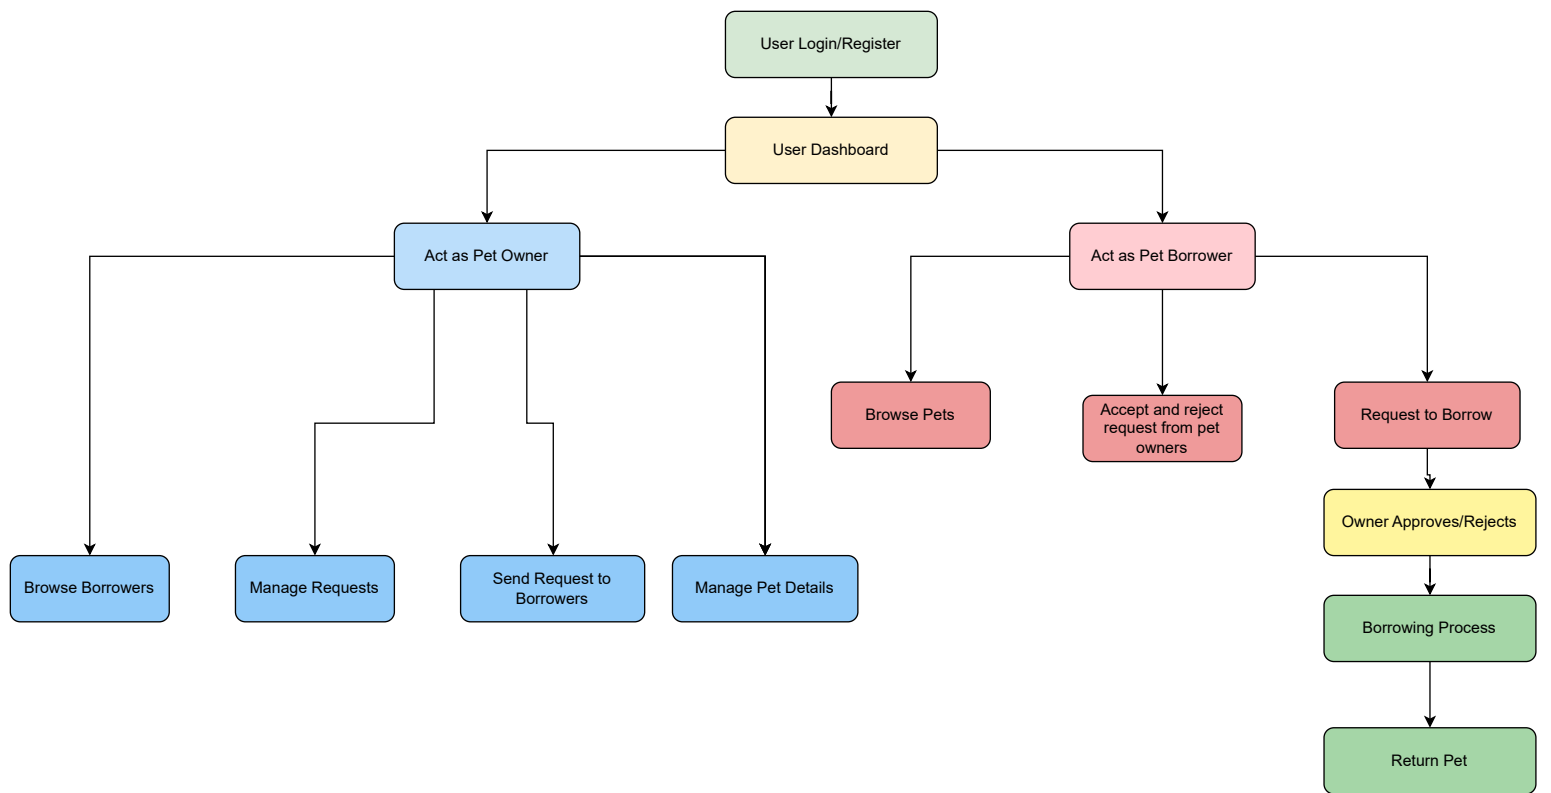 User Login/Register
User Dashboard
Act as Pet Owner
Act as Pet Borrower
Browse Pets
Accept and reject
request from pet
owners
Request to Borrow
Owner Approves/Rejects
Browse Borrowers
Manage Requests
Send Request to
Borrowers
Manage Pet Details
Borrowing Process
Return Pet